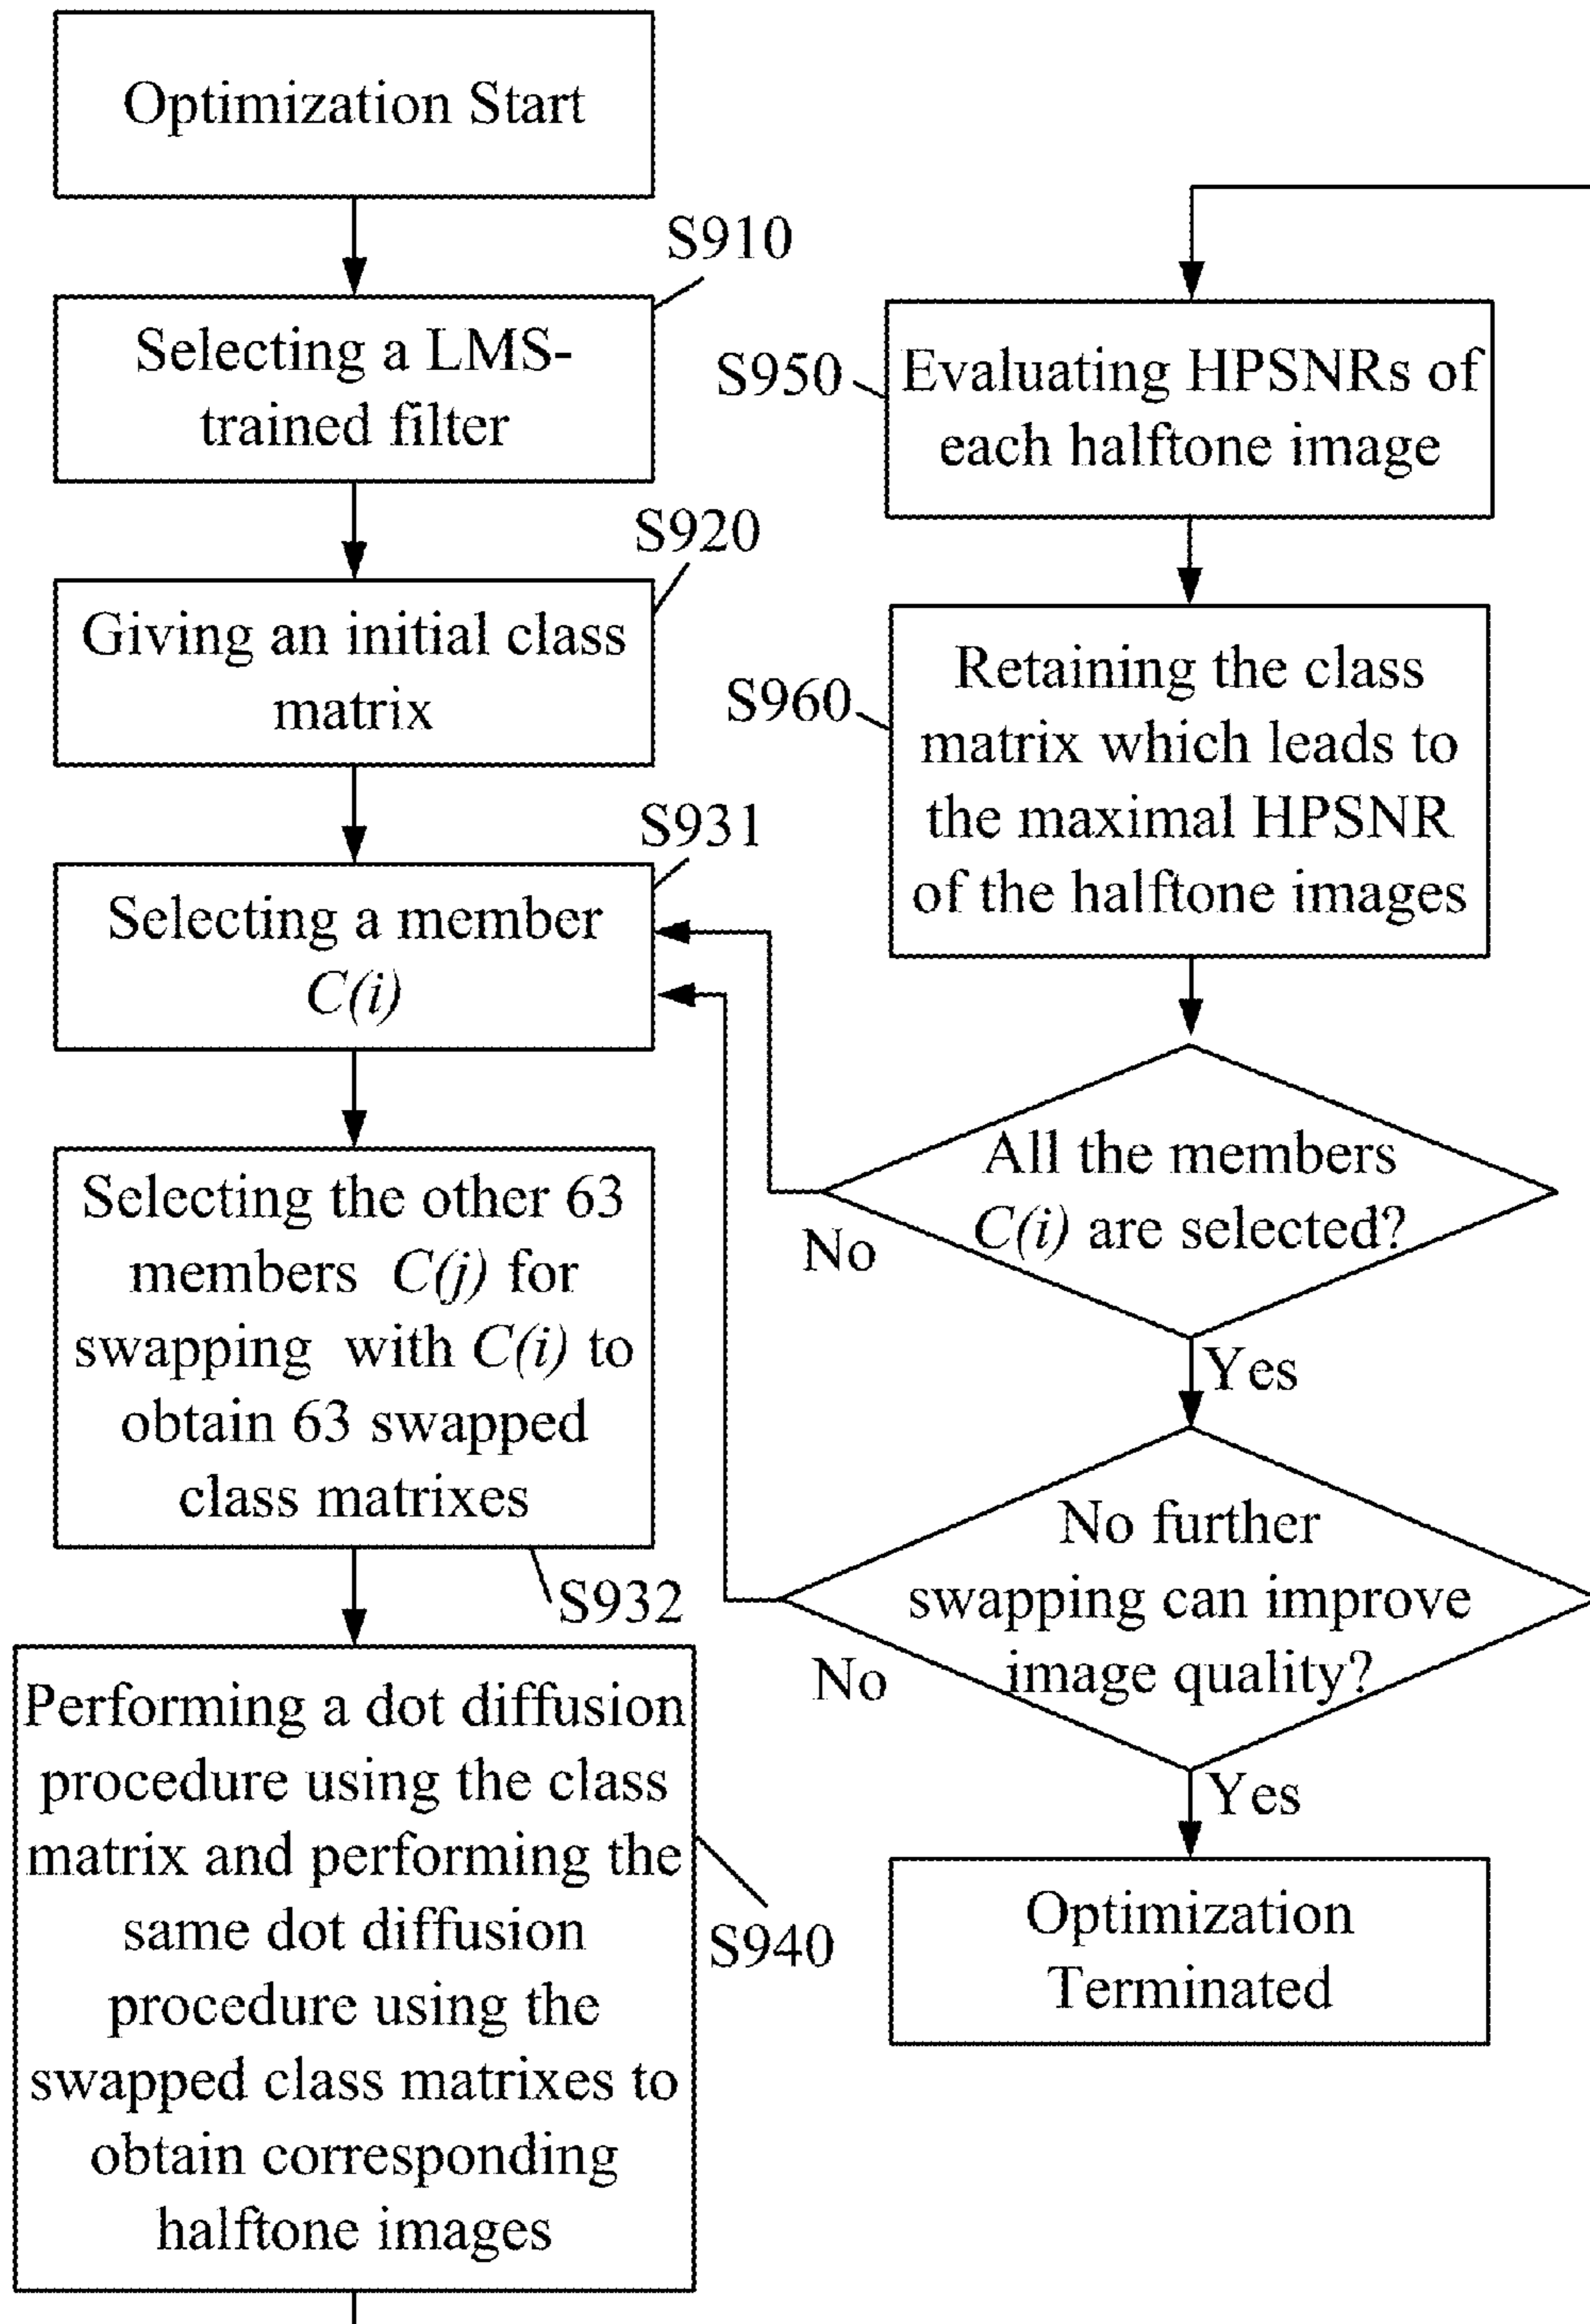 Optimization Start
S910
Selecting a LMS-
trained filter
S920
Giving an initial class
matrix
S931
Selecting a member
C(i)
Selecting the other 63
members C(j) for
swapping with C(i) to
obtain 63 swapped
class matrixes
S932
Performing a dot diffusion
procedure using the class
matrix and performing the
same dot diffusion
procedure using the
swapped class matrixes to
obtain corresponding
halftone images
S940
S950
Evaluating HPSNRs of
each halftone image
S960
Retaining the class
matrix which leads to
the maximal HPSNR
of the halftone images
All the members
C(i) are selected?
No
Yes
No further
swapping can improve
image quality?
No
Yes
Optimization
Terminated